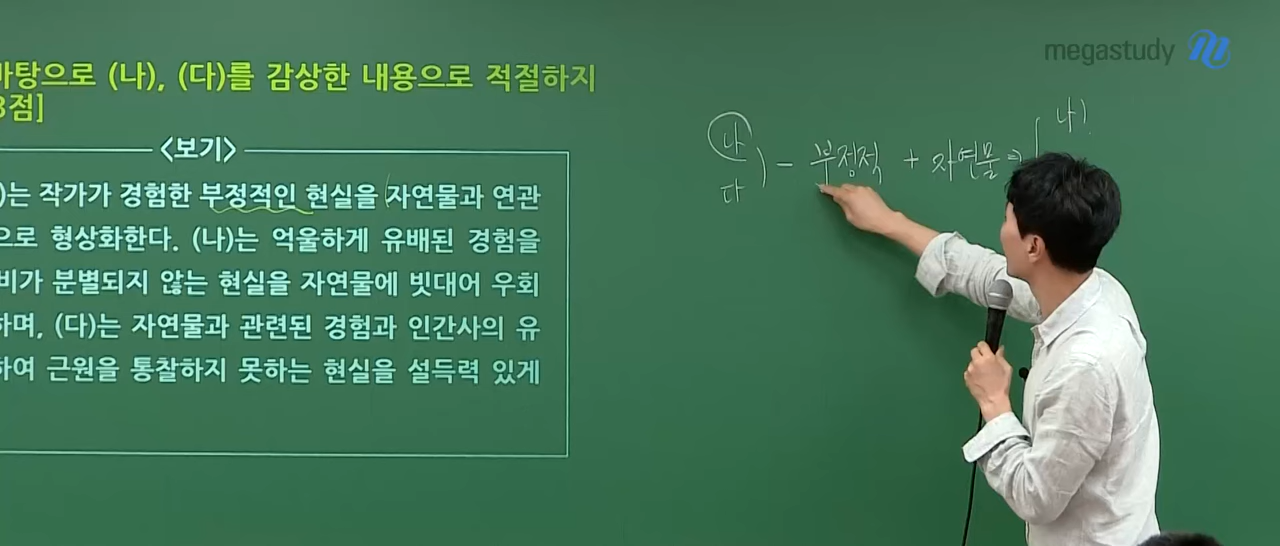 megastudy
바탕으로 (나), (다)를 감상한 내용으로 적절하지
3점]
<보기>
)는 작가가 경험한 부정적인 현실을 자연물과 연관
으로 형상화한다. (나)는 억울하게 유배된 경험을
비가 분별되지 않는 현실을 자연물에 빗대어 우회
하며, (다)는 자연물과 관련된 경험과 인간사의 유
하여 근원을 통찰하지 못하는 현실을 설득력 있게
나
다
) - 부정적 + 자연물 ⇒
나!